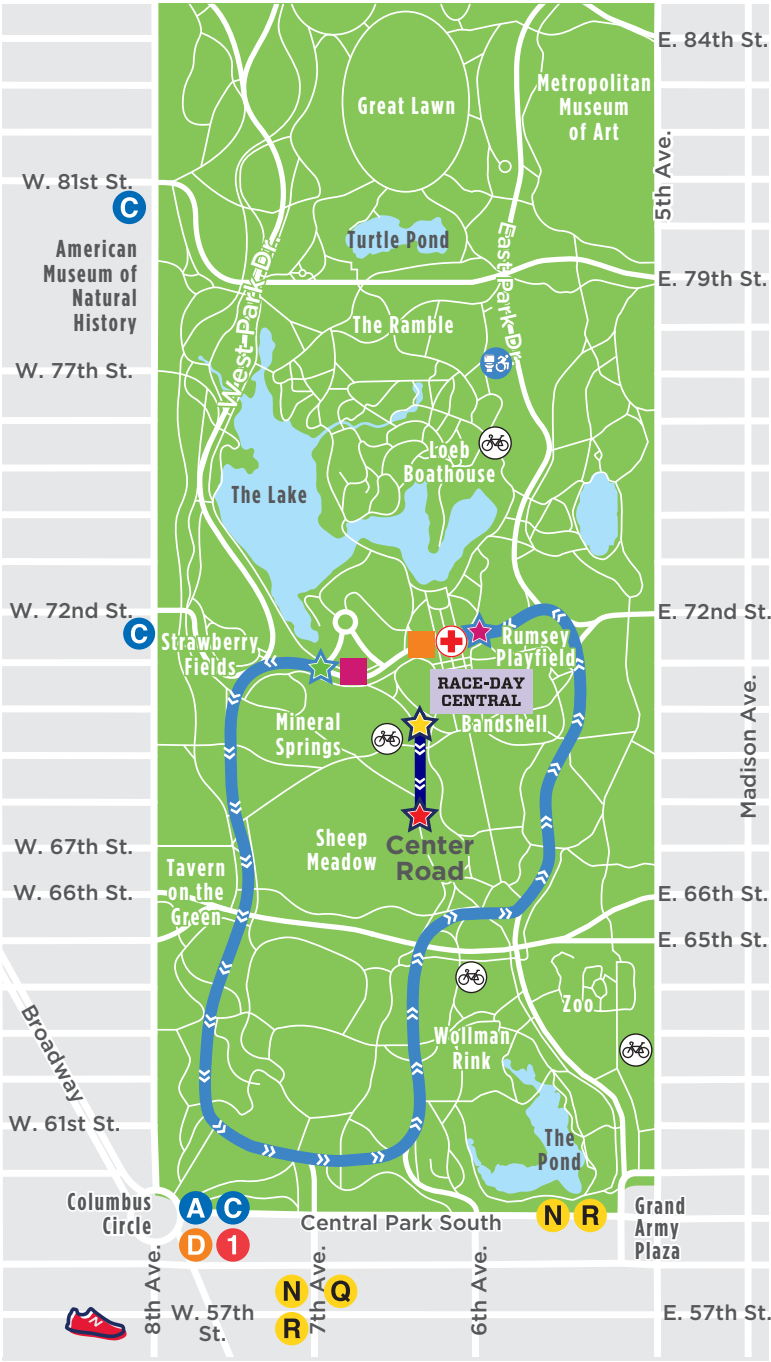 E. 84th St.
Metropolitan
Museum
of Art
Great Lawn
5th Ave.
W. 81st St.
C
American
Museum of
Natural
History
Turtle Pond
East Park Dr.
West Park Dr.
E. 79th St.
The Ramble
W. 77th St.
Loeb
Boathouse
The Lake
W. 72nd St.
C
E. 72nd St.
Strawberry
Fields
Rumsey
Playfield
RACE-DAY
CENTRAL
Mineral
Springs
Bandshell
Madison Ave.
Sheep
Meadow
Center
Road
W. 67th St.
Tavern
on the
Green
W. 66th St.
E. 66th St.
E. 65th St.
Zoo
Broadway
Wollman
Rink
W. 61st St.
The
Pond
Columbus
Circle
A C
D 1
Central Park South
N R
Grand
Army
Plaza
8th Ave.
W. 57th
St.
N Q
R
7th Ave.
6th Ave.
E. 57th St.
N